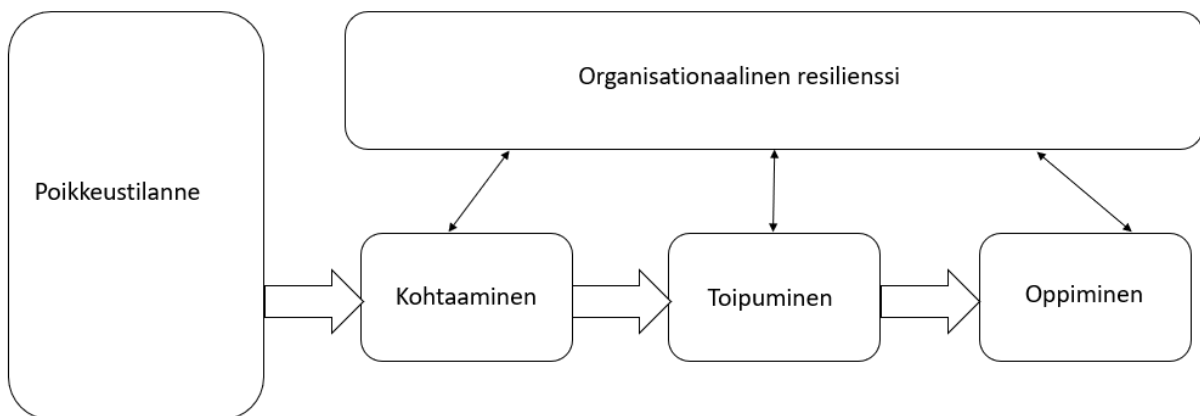 Organisationaalinen resilienssi
Poikkeustilanne
Kohtaaminen
Toipuminen
Oppiminen